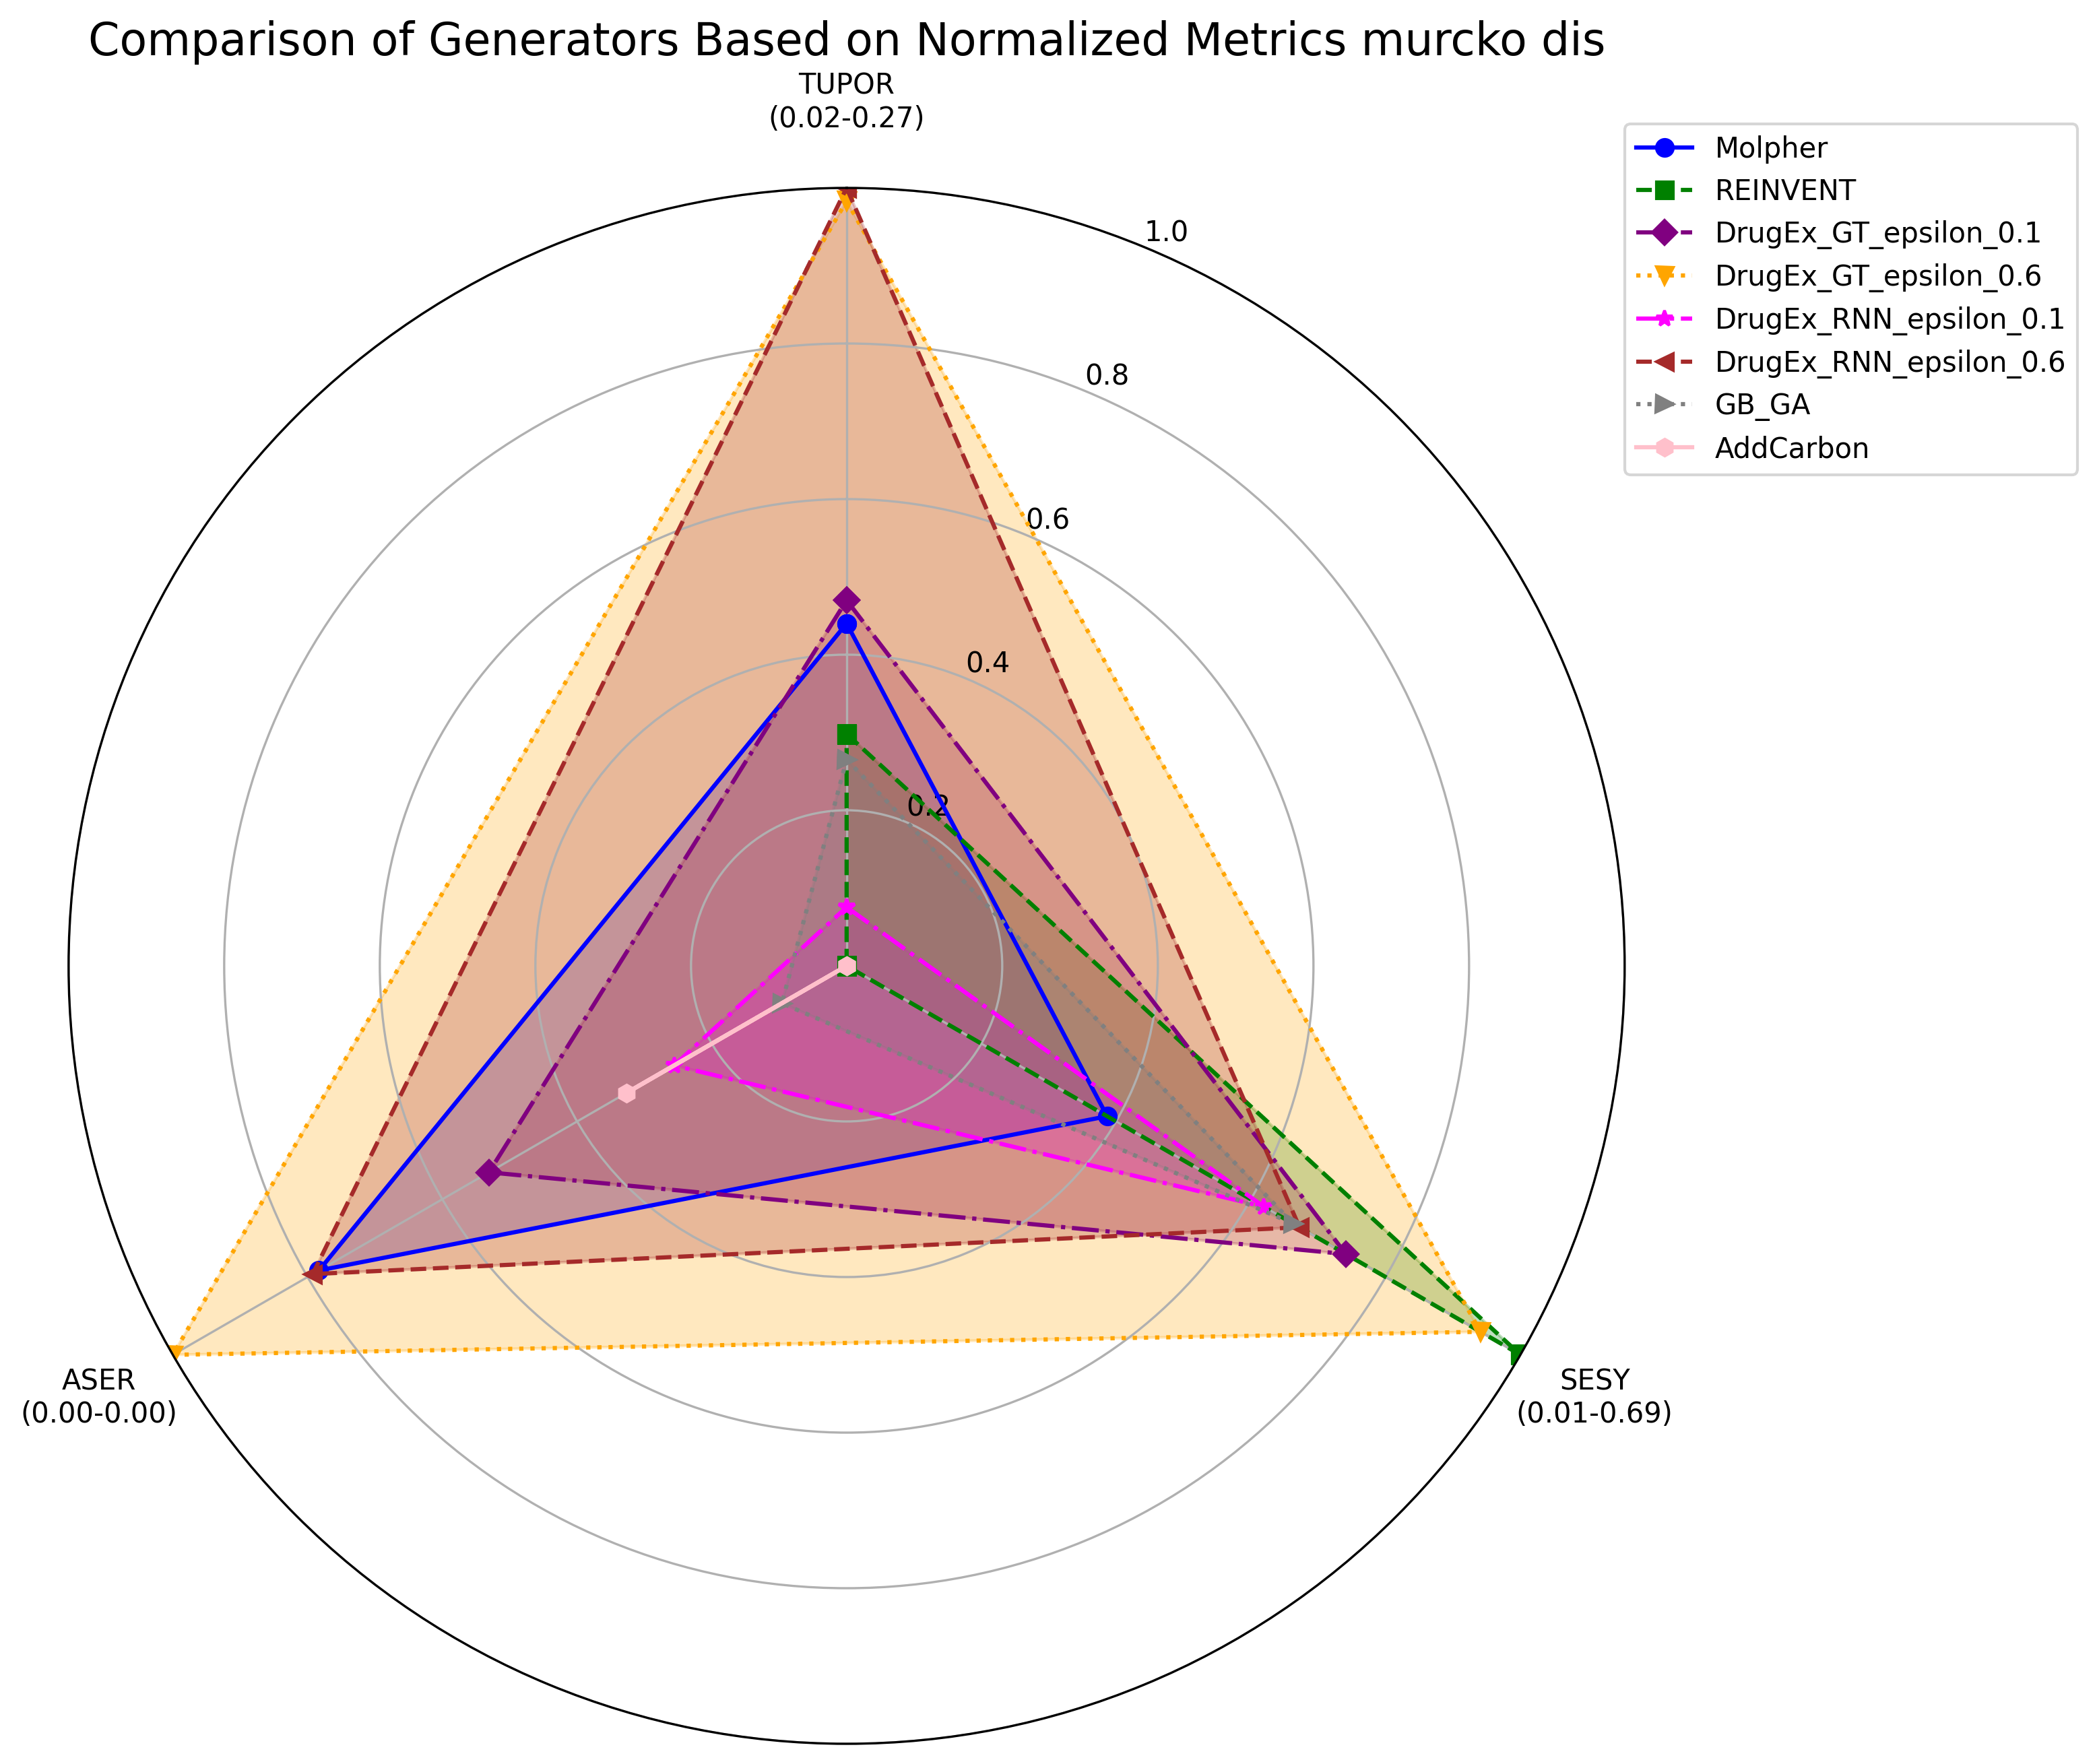 Comparison of Generators Based on Normalized Metrics murcko dis
TUPOR
(0.02-0.27)
Molpher
REINVENT
DrugEx_GT_epsilon_0.1
DrugEx_GT_epsilon_0.6
DrugEx_RNN_epsilon_0.1
DrugEx_RNN_epsilon_0.6
GB_GA
AddCarbon
1.0
0.8
0.6
0.4
0.2
ASER
(0.00-0.00)
SESY
(0.01-0.69)